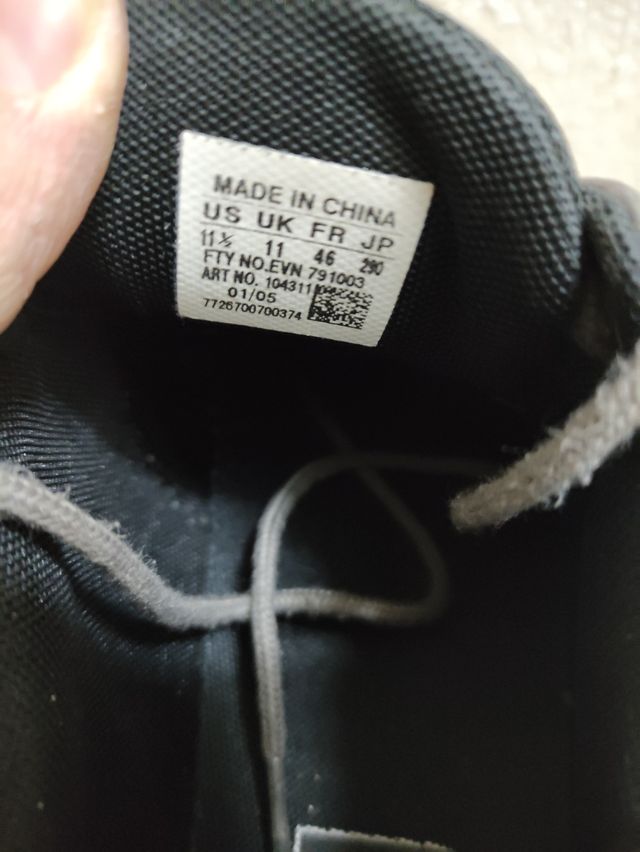 MADE IN CHINA
US UK FR JP
11½ 11 46 290
FTY NO.EVN 791003
ART NO. 104311
01/05
7726700700374